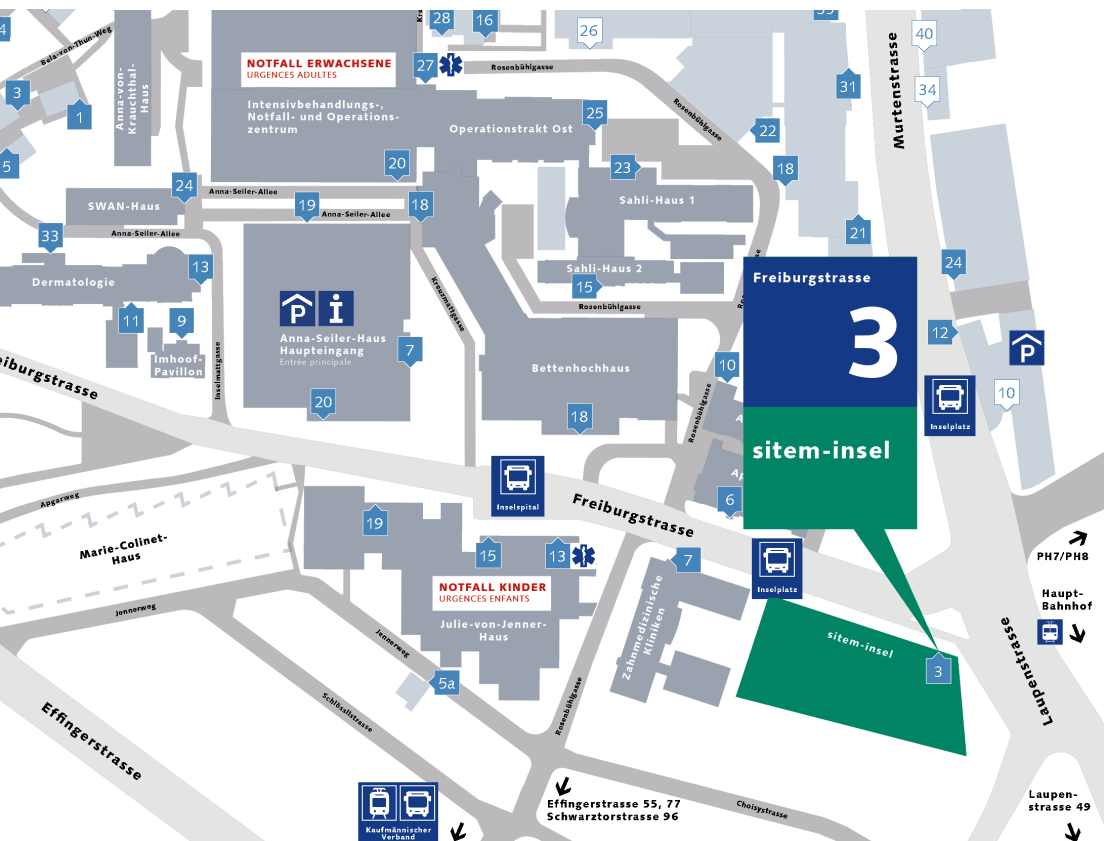 28
16
26
33
40
Bela-von-Thun-Weg
NOTFALL ERWACHSENE
URGENCES ADULTES
27
Rosenbühlgasse
Murtenstrasse
3
1
Anna-von-
Krauchthal-
Haus
Intensivbehandlungs-,
Notfall- und Operations-
zentrum
Operationstrakt Ost
25
Rosenbühlgasse
31
34
22
5
20
23
18
24
Anna-Seiler-Allee
SWAN-Haus
19
Anna-Seiler-Allee
18
Sahli-Haus 1
33
Anna-Seiler-Allee
21
Dermatologie
13
Sahli-Haus 2
15
24
Freiburgstrasse
3
Rosenbühlgasse
Kreuzmattgasse
11
9
Imhoof-
Pavillon
P
i
Anna-Seiler-Haus
Haupteingang
Entrée principale
7
12
P
Bettenhochhaus
10
Inselmattgasse
20
18
Rosenbühlgasse
10
Inselplatz
eiburgstrasse
sitem-insel
Inselspital
6
Freiburgstrasse
Apgarweg
Marie-Colinet-
Haus
19
15
13
7
Inselplatz
PH7/PH8
NOTFALL KINDER
URGENCES ENFANTS
Julie-von-Jenner-
Haus
Zahnmedizinische
Kliniken
Haupt-
Bahnhof
Jennerweg
Jennerweg
sitem-insel
3
5a
Laupenstrasse
Schlösslistrasse
Rosenbühlgasse
Effingerstrasse
Effingerstrasse 55, 77
Schwarztorstrasse 96
Choisystrasse
Laupen-
strasse 49
Kaufmännischer
Verband